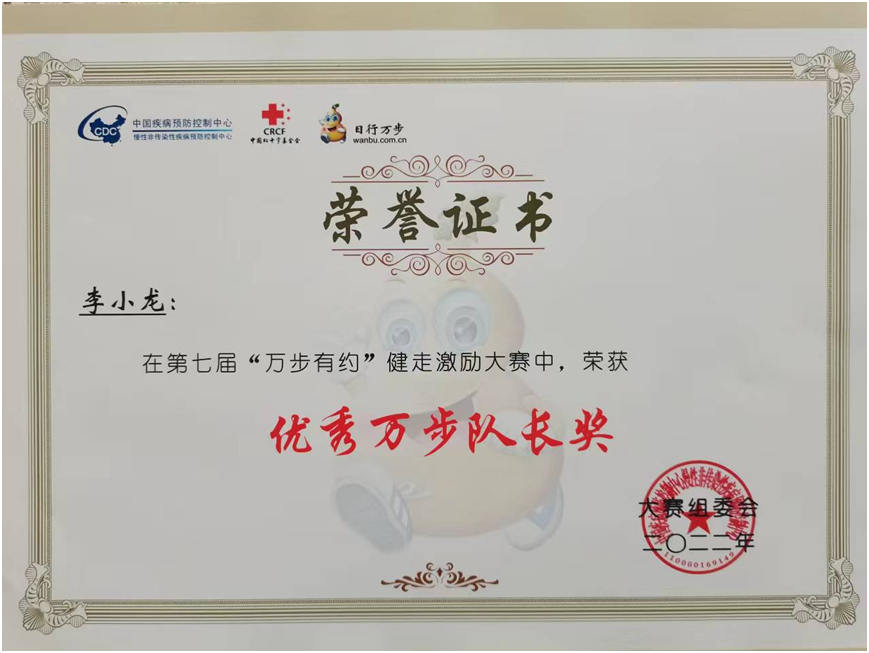 CDC 中国疾病预防控制中心
慢性非传染性疾病预防控制中心
CRCF
中国红十字基金会
日行万步
wanbu.com.cn
荣誉证书
李小龙：
在第七届“万步有约”健走激励大赛中，荣获
优秀万步队长奖
大赛组委会
二〇二二年
110000169149